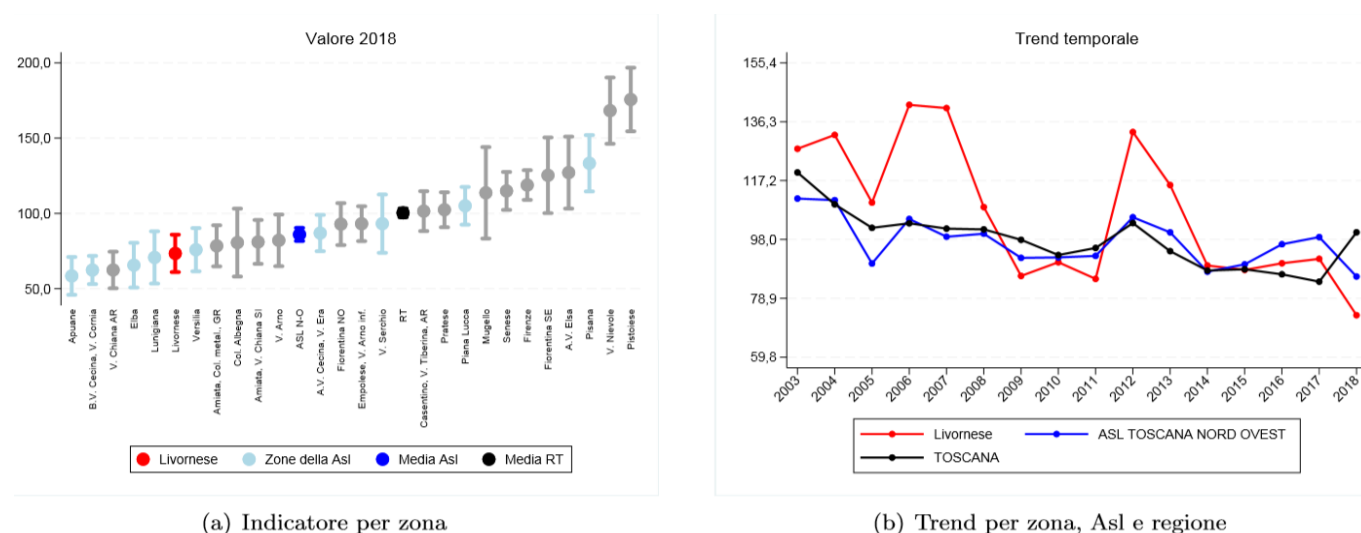 Valore 2018
200,0
150,0
100,0
50,0
Apuane
B.V. Cecina, V. Cornia
V. Chiana AR
Elba
Lunigiana
Livornese
Versilia
Amiata, Col. metal., GR
Col. Albegna
Amiata, V. Chiana SI
V. Arno
ASL N-O
A.V. Cecina, V. Era
Fiorentina NO
Empolese, V. Arno inf.
V. Serchio
RT
Casentino, V. Tiberina, AR
Pratese
Piana Lucca
Mugello
Senese
Firenze
Fiorentina SE
A.V. Elsa
Pisana
V. Nievole
Pistoiese
Livornese Zone della Asl Media Asl Media RT
(a) Indicatore per zona
Trend temporale
155,4
136,3
117,2
98,0
78,9
59,8
2003
2004
2005
2006
2007
2008
2009
2010
2011
2012
2013
2014
2015
2016
2017
2018
Livornese ASL TOSCANA NORD OVEST
TOSCANA
(b) Trend per zona, Asl e regione